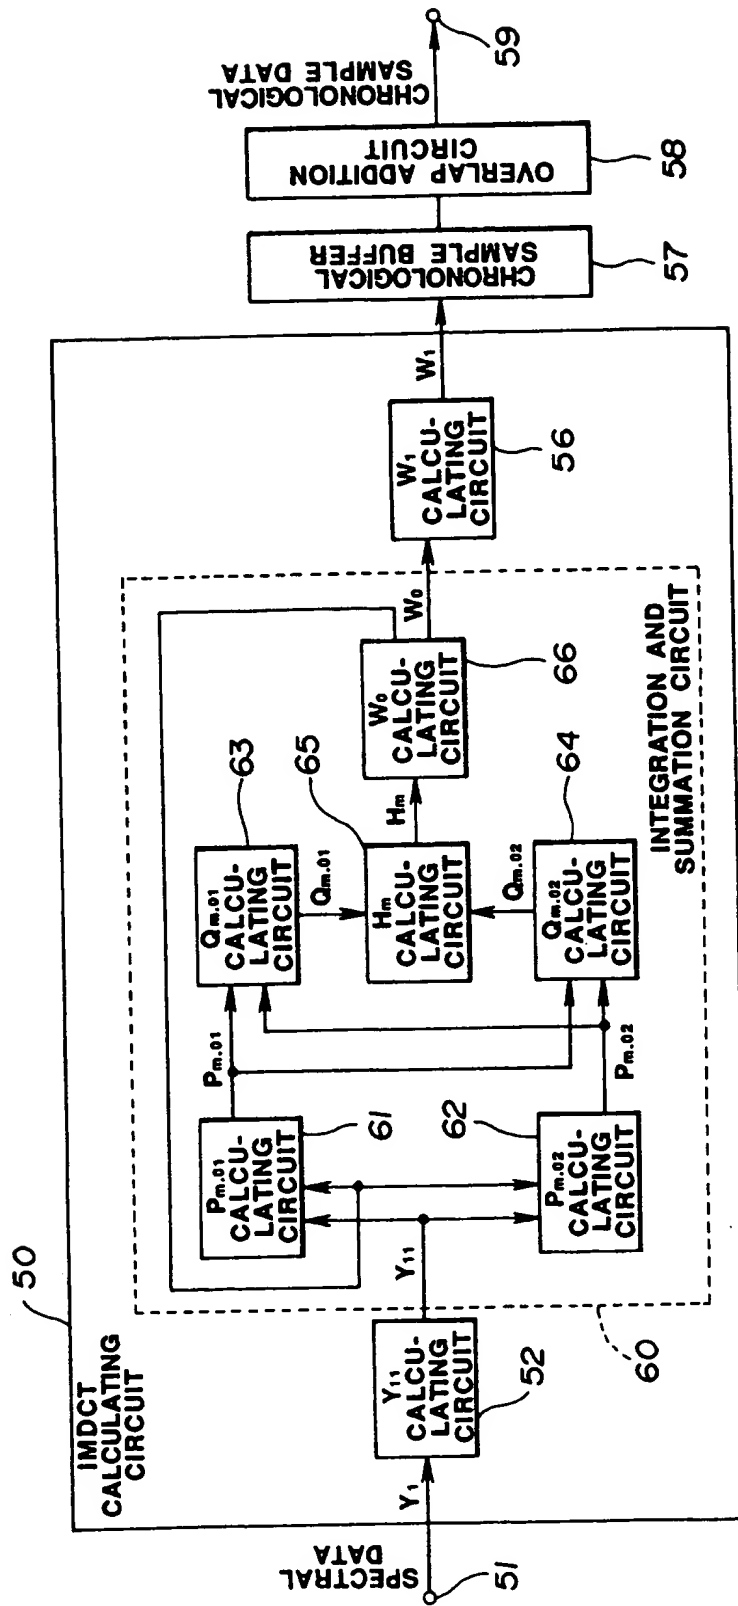 50
IMDCT
CALCULATING
CIRCUIT
SPECTRAL
DATA
51
Y1
Y11
CALCU-
LATING
CIRCUIT
52
Y11
60
Pm.01
CALCU-
LATING
CIRCUIT
61
Pm.02
CALCU-
LATING
CIRCUIT
62
Pm.01
Pm.02
Qm.01
CALCU-
LATING
CIRCUIT
63
Qm.01
Hm
CALCU-
LATING
CIRCUIT
65
Qm.02
Qm.02
CALCU-
LATING
CIRCUIT
64
Hm
W0
CALCU-
LATING
CIRCUIT
66
W0
INTEGRATION AND
SUMMATION CIRCUIT
W1
CALCU-
LATING
CIRCUIT
56
W1
CHRONOLOGICAL
SAMPLE BUFFER
57
OVERLAP ADDITION
CIRCUIT
58
CHRONOLOGICAL
SAMPLE DATA
59